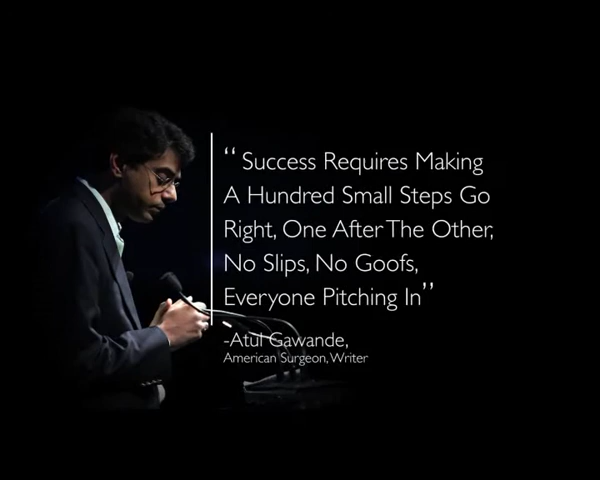 “ Success Requires Making
A Hundred Small Steps Go
Right, One After The Other,
No Slips, No Goofs,
Everyone Pitching In”
-Atul Gawande,
American Surgeon, Writer